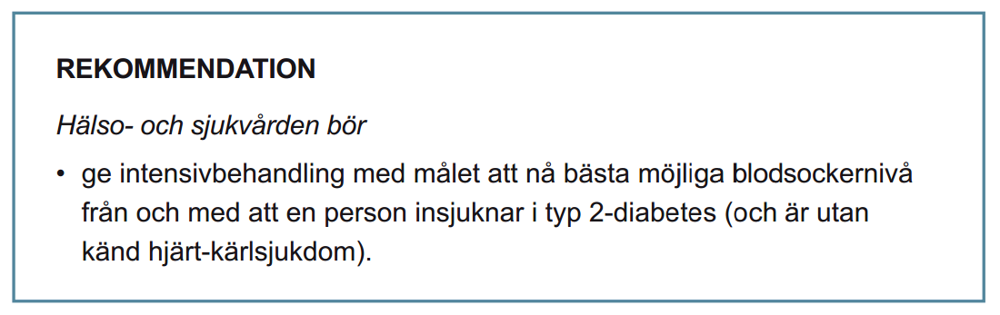 REKOMMENDATION
Hälso- och sjukvården bör
• ge intensivbehandling med målet att nå bästa möjliga blodsockernivå
från och med att en person insjuknar i typ 2-diabetes (och är utan
känd hjärt-kärlsjukdom).